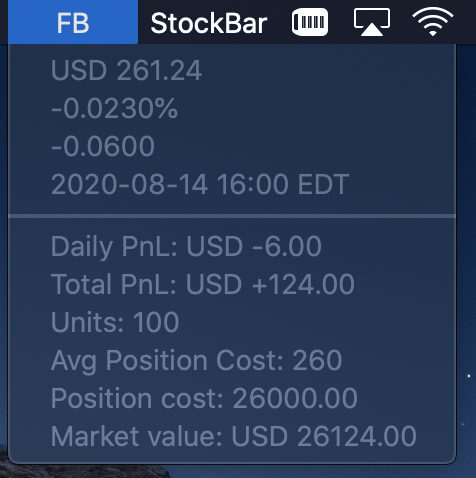 FB StockBar
USD 261.24
-0.0230%
-0.0600
2020-08-14 16:00 EDT
Daily PnL: USD -6.00
Total PnL: USD +124.00
Units: 100
Avg Position Cost: 260
Position cost: 26000.00
Market value: USD 26124.00